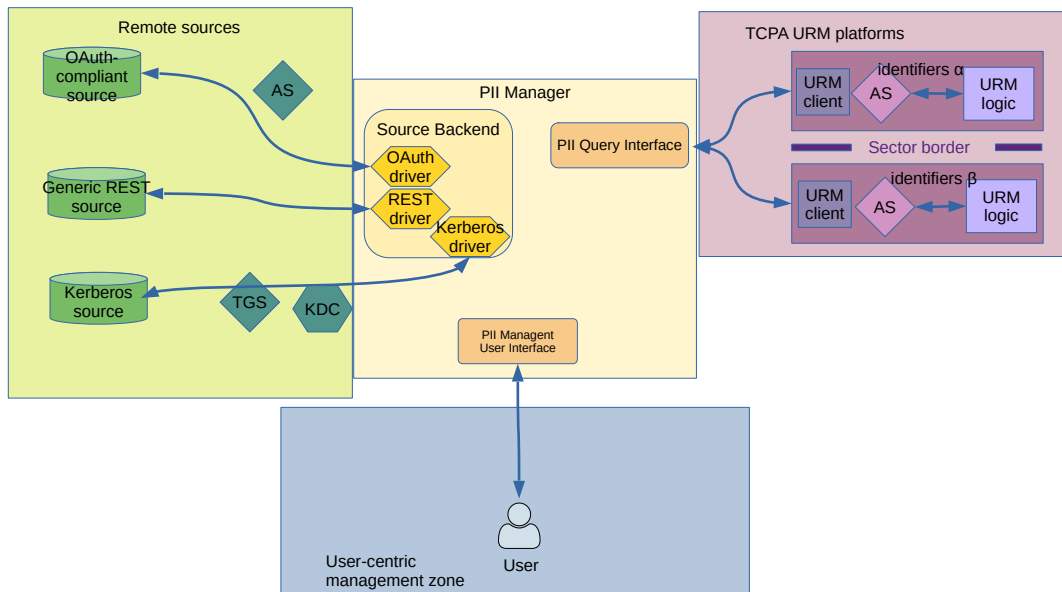 Remote sources
OAuth-
compliant
source
AS
Generic REST
source
Kerberos
source
TGS
KDC
PII Manager
Source Backend
OAuth
driver
REST
driver
Kerberos
driver
PII Query Interface
PII Managent
User Interface
TCPA URM platforms
identifiers α
URM
client
AS
URM
logic
Sector border
identifiers β
URM
client
AS
URM
logic
User
User-centric
management zone